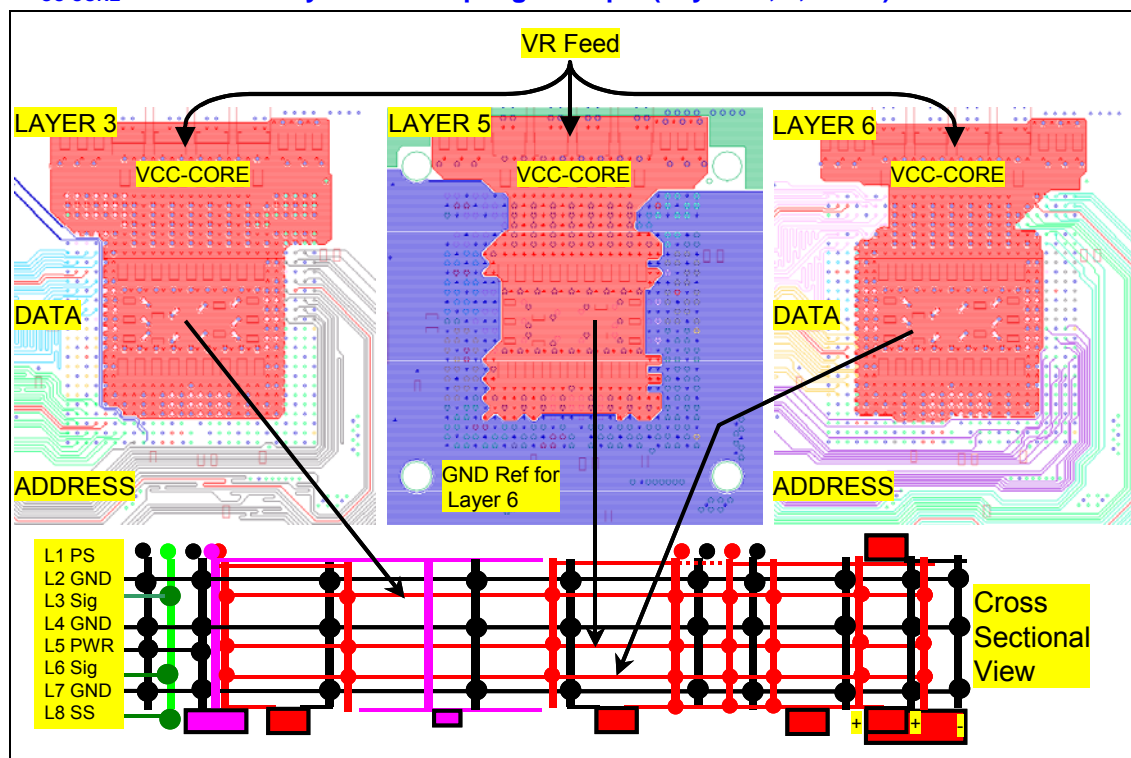 VR Feed
LAYER 3
LAYER 5
LAYER 6
VCC-CORE
VCC-CORE
VCC-CORE
DATA
DATA
GND Ref for
Layer 6
ADDRESS
ADDRESS
L1 PS
L2 GND
L3 Sig
L4 GND
L5 PWR
L6 Sig
L7 GND
L8 SS
Cross
Sectional
View
+ + -